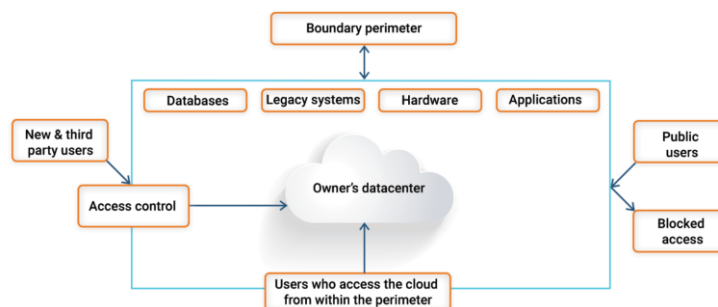 Boundary perimeter
Databases
Legacy systems
Hardware
Applications
New & third
party users
Public
users
Owner's datacenter
Access control
Blocked
access
Users who access the cloud
from within the perimeter